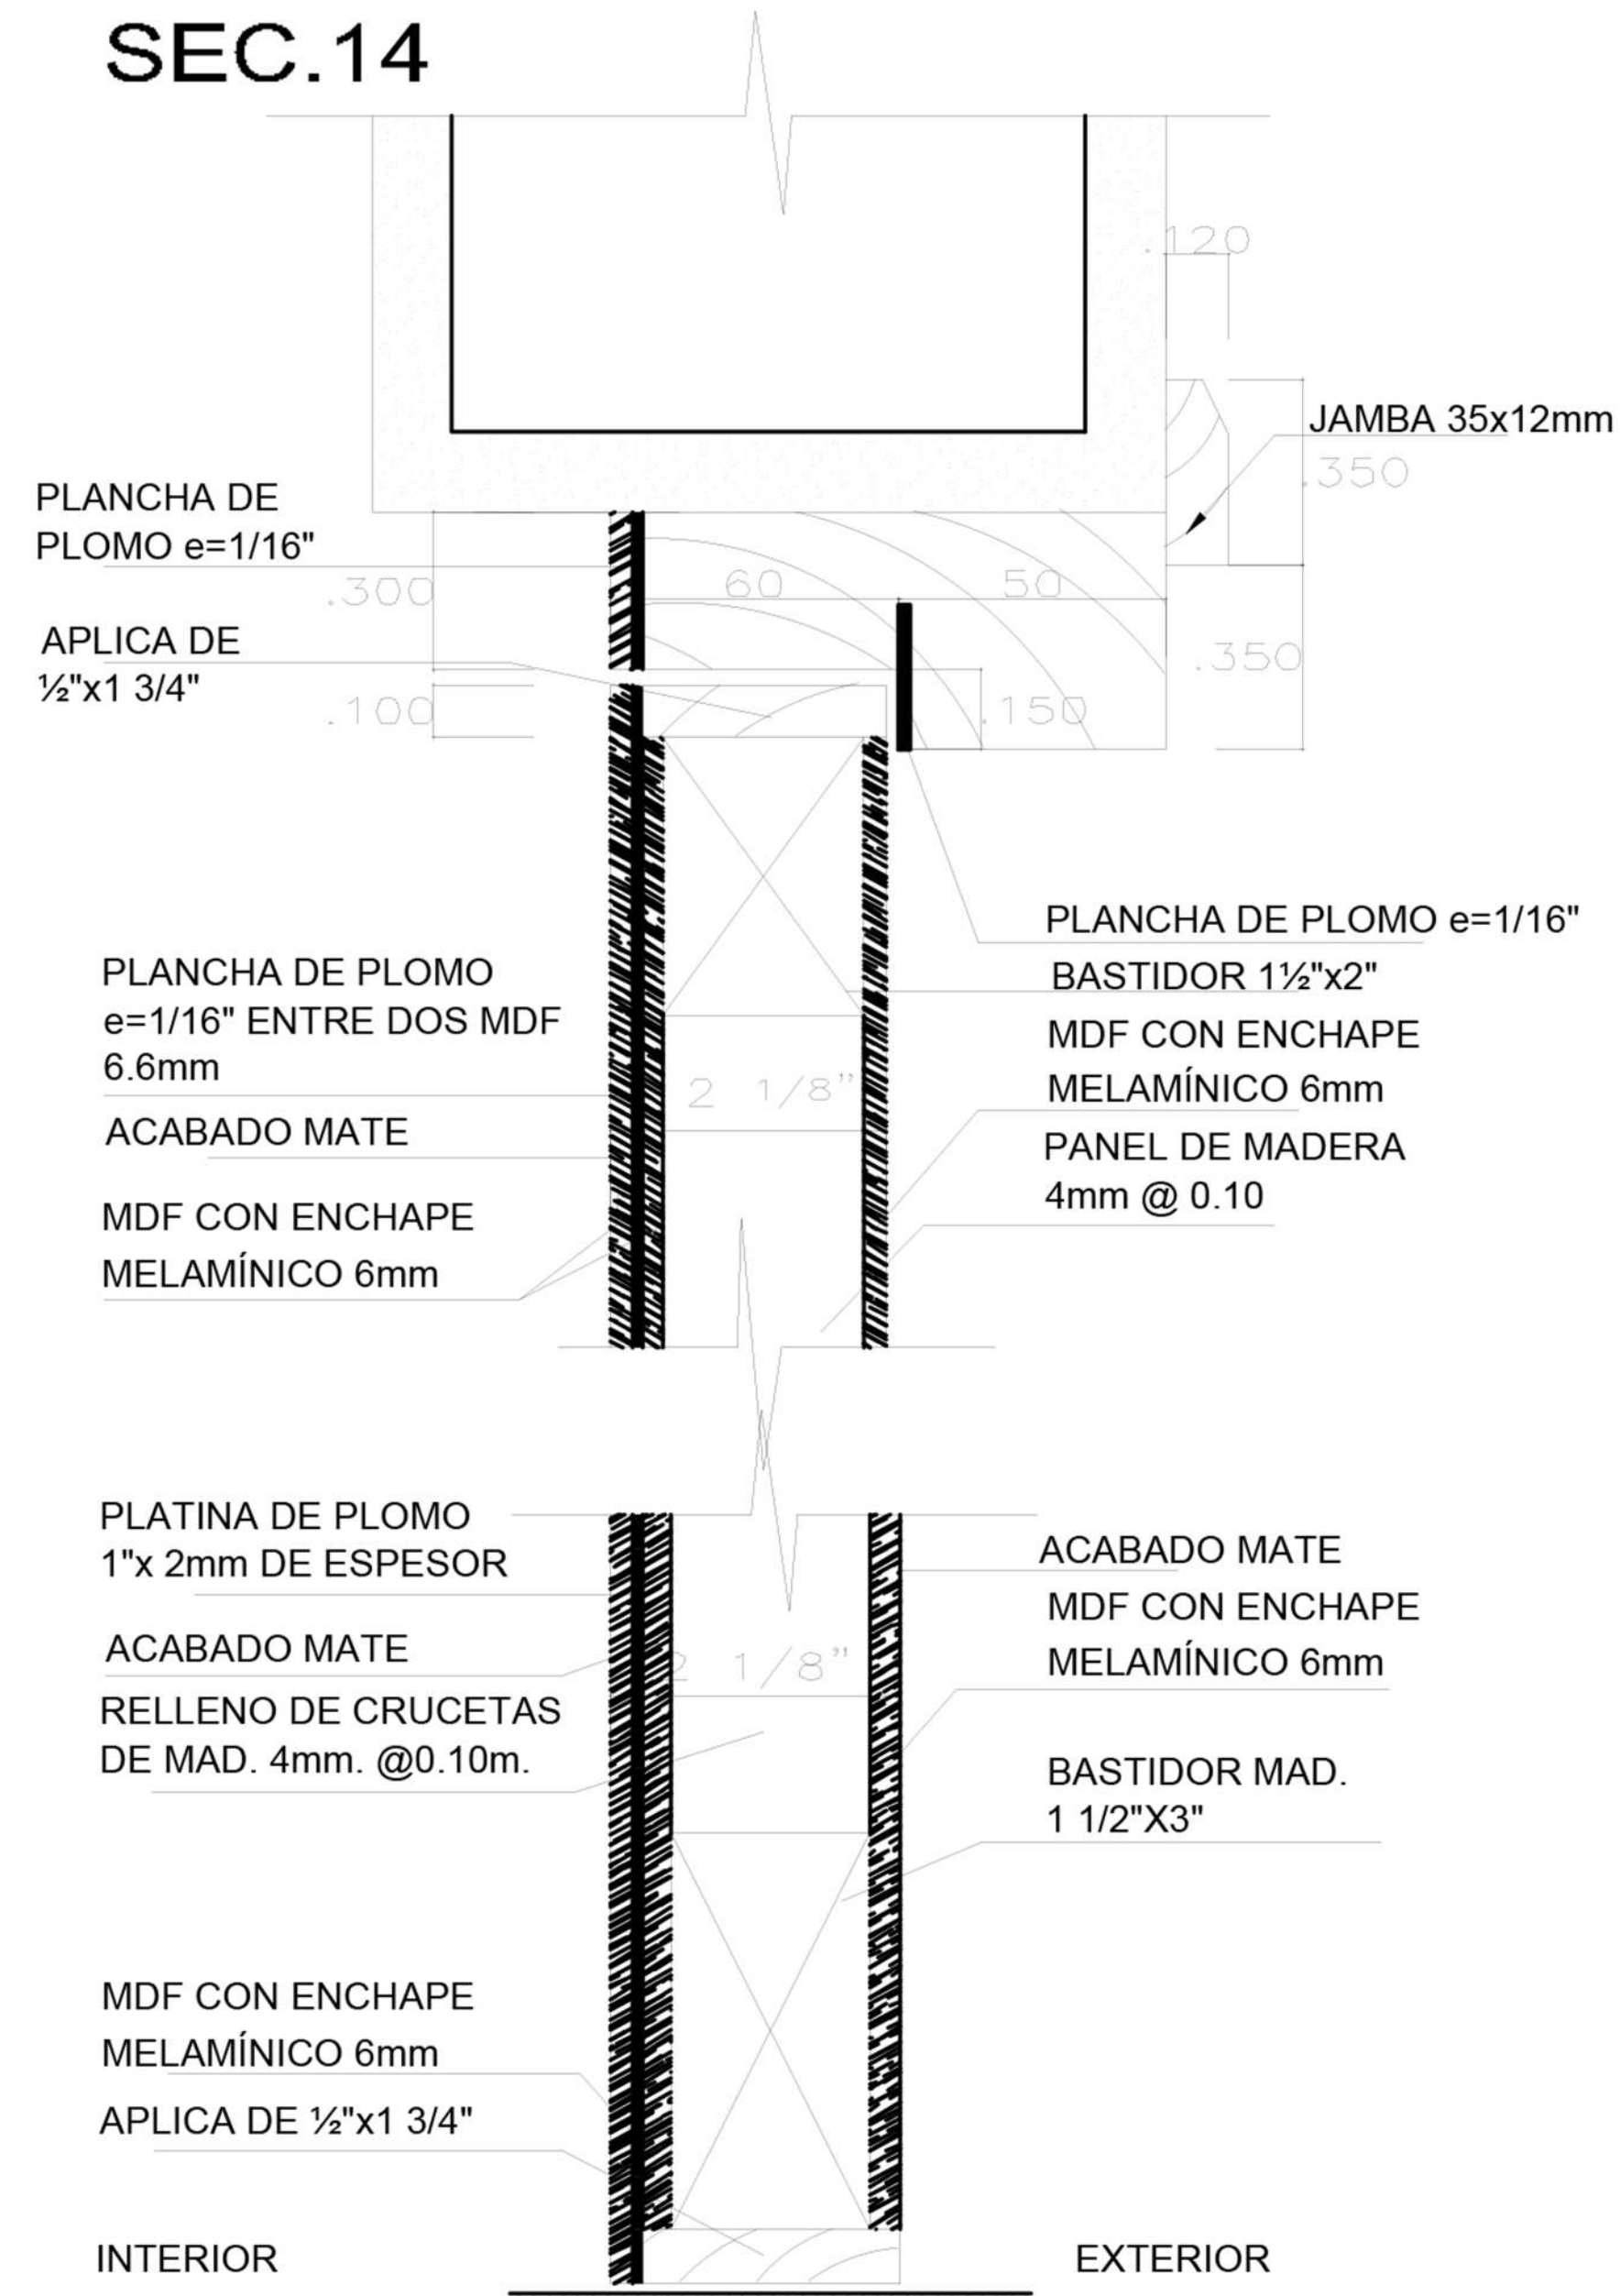 SEC.14
.120
JAMBA 35x12mm
.350
PLANCHA DE
PLOMO e=1/16"
.300
60
50
APLICA DE
½"x1 3/4"
.350
.100
.150
PLANCHA DE PLOMO e=1/16"
BASTIDOR 1½"x2"
PLANCHA DE PLOMO
e=1/16" ENTRE DOS MDF
6.6mm
MDF CON ENCHAPE
MELAMÍNICO 6mm
2 1/8"
ACABADO MATE
PANEL DE MADERA
4mm @ 0.10
MDF CON ENCHAPE
MELAMÍNICO 6mm
PLATINA DE PLOMO
1"x 2mm DE ESPESOR
ACABADO MATE
MDF CON ENCHAPE
MELAMÍNICO 6mm
ACABADO MATE
2 1/8"
RELLENO DE CRUCETAS
DE MAD. 4mm. @0.10m.
BASTIDOR MAD.
1 1/2"X3"
MDF CON ENCHAPE
MELAMÍNICO 6mm
APLICA DE ½"x1 3/4"
INTERIOR
EXTERIOR